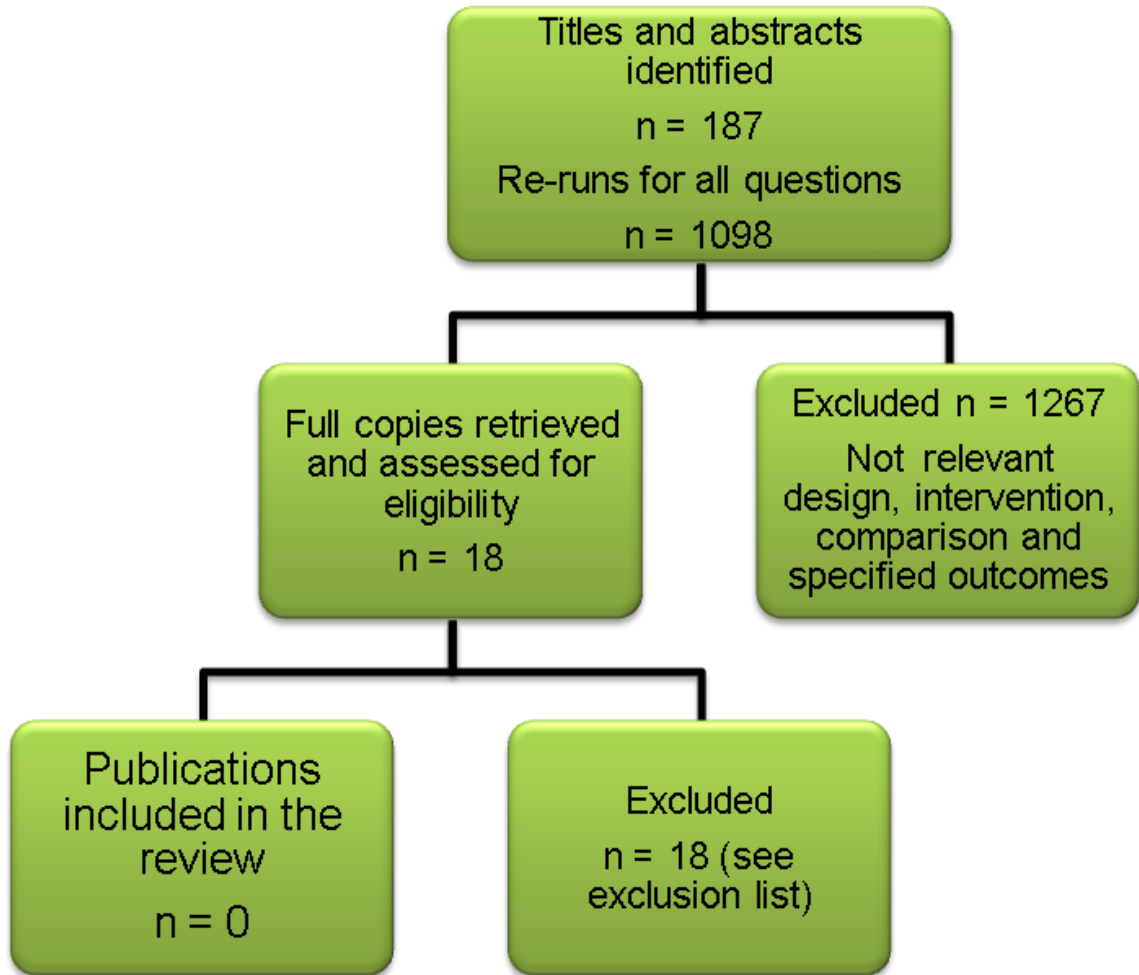 Titles and abstracts
identified
n = 187
Re-runs for all questions
n = 1098
Full copies retrieved
and assessed for
eligibility
n = 18
Excluded n = 1267
Not relevant
design, intervention,
comparison and
specified outcomes
Publications
included in the
review
n = 0
Excluded
n = 18 (see
exclusion list)